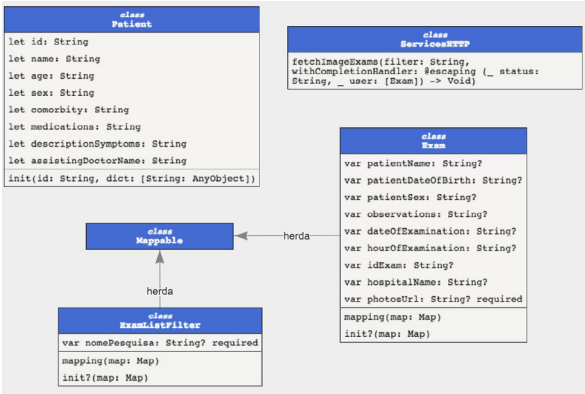 class
Patient
let id: String
let name: String
let age: String
let sex: String
let comorbity: String
let medications: String
let descriptionSymptoms: String
let assistingDoctorName: String
init(id: String, dict: [String: AnyObject])
class
ServicesHTTP
fetchImageExams(filter: String,
withCompletionHandler: @escaping (_ status:
String, _ user: [Exam]) -> Void)
class
Exam
var patientName: String?
var patientDateOfBirth: String?
var patientSex: String?
var observations: String?
var dateOfExamination: String?
var hourOfExamination: String?
var idExam: String?
var hospitalName: String?
var photosUrl: String? required
mapping(map: Map)
init?(map: Map)
class
Mappable
herda
herda
class
ExamListFilter
var nomePesquisa: String? required
mapping(map: Map)
init?(map: Map)